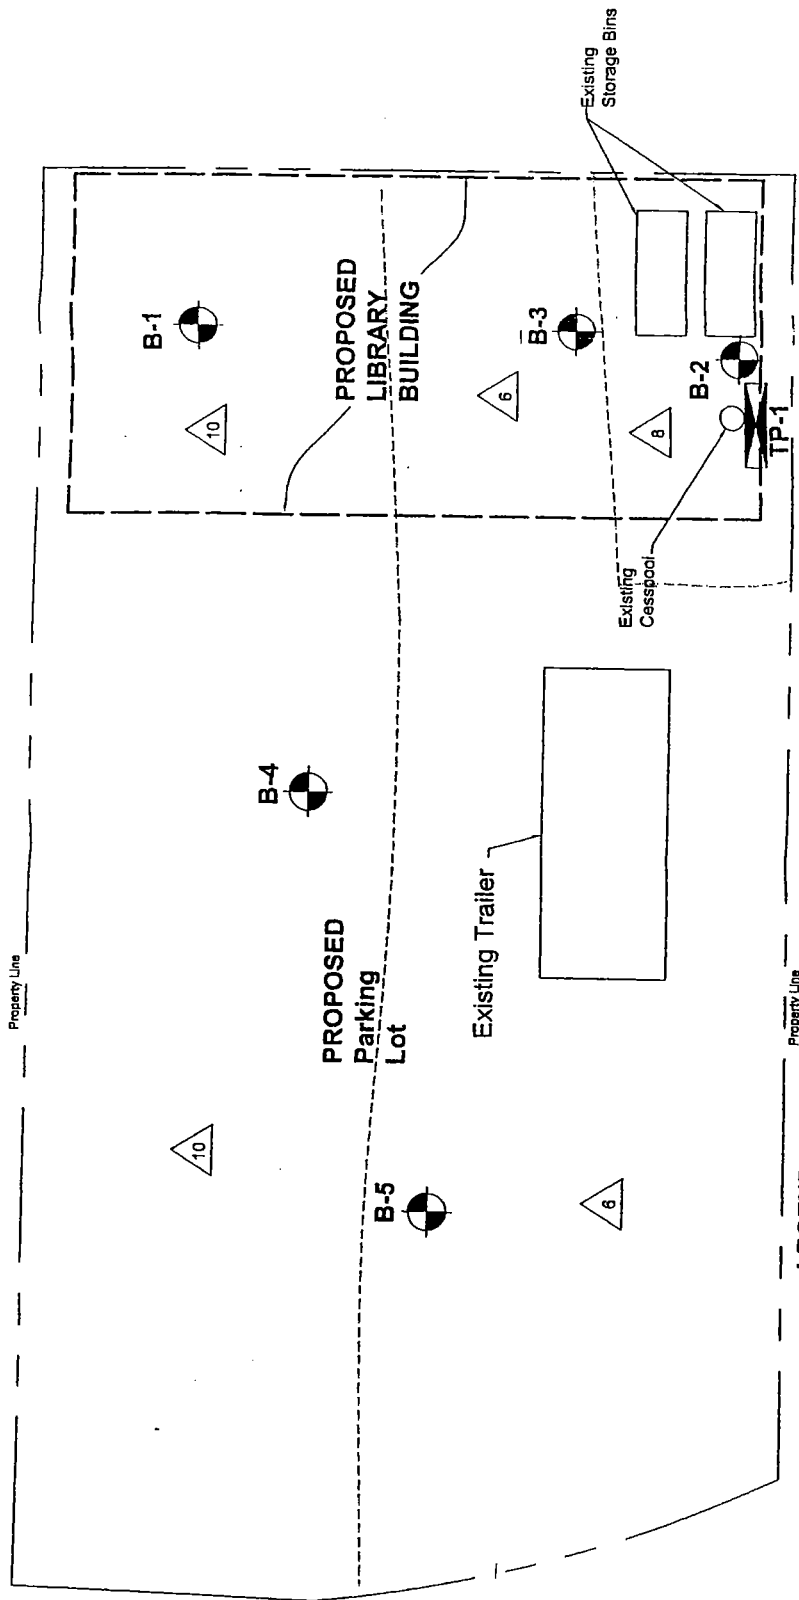 Existing
Storage Bins
B-1
PROPOSED
LIBRARY
BUILDING
B-3
B-2
TP-1
10
6
8
Existing
Cesspool
B-4
Existing Trailer
PROPOSED
Parking
Lot
Property Line
Property Line
10
B-5
6